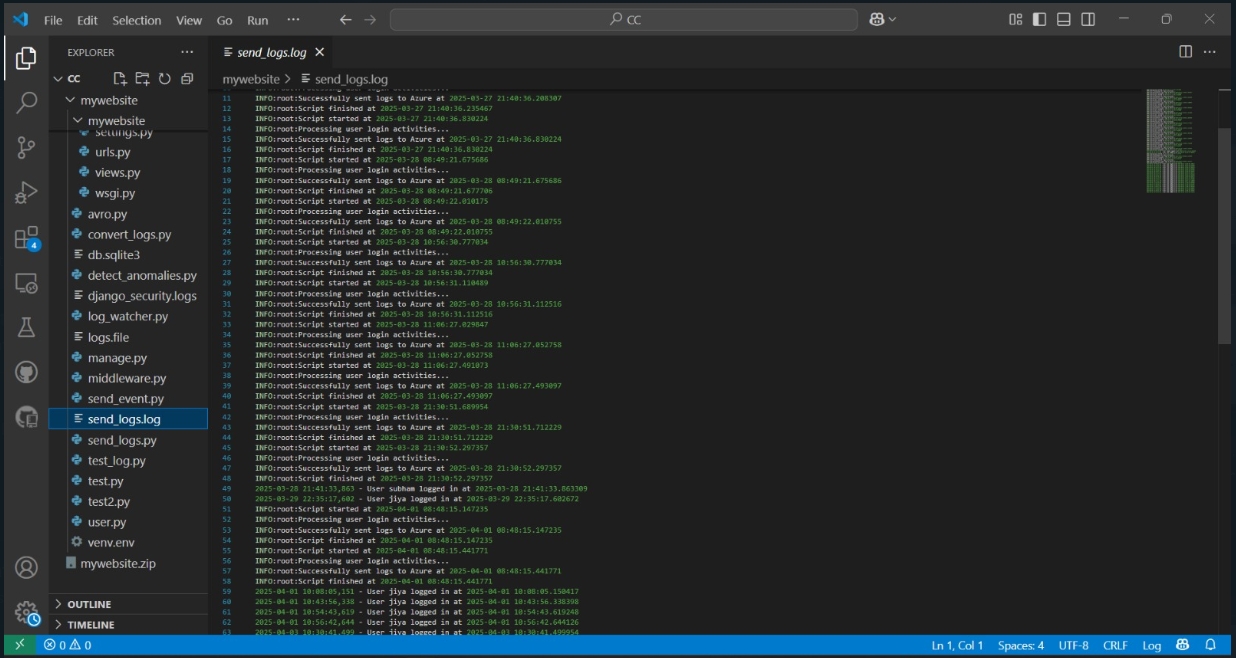 File Edit Selection View Go Run ··· CC
EXPLORER ···
CC
mywebsite
mywebsite
settings.py
urls.py
views.py
wsgi.py
avro.py
convert_logs.py
db.sqlite3
detect_anomalies.py
django_security.logs
log_watcher.py
logs.file
manage.py
middleware.py
send_event.py
send_logs.log
send_logs.py
test_log.py
test.py
test2.py
user.py
venv.env
mywebsite.zip
OUTLINE
TIMELINE
4
send_logs.log
mywebsite > send_logs.log
11 INFO:root:Successfully sent logs to Azure at 2025-03-27 21:40:36.208307
12 INFO:root:Script finished at 2025-03-27 21:40:36.235467
13 INFO:root:Script started at 2025-03-27 21:40:36.830224
14 INFO:root:Processing user login activities...
15 INFO:root:Successfully sent logs to Azure at 2025-03-27 21:40:36.830224
16 INFO:root:Script finished at 2025-03-27 21:40:36.830224
17 INFO:root:Script started at 2025-03-28 08:49:21.675686
18 INFO:root:Processing user login activities...
19 INFO:root:Successfully sent logs to Azure at 2025-03-28 08:49:21.675686
20 INFO:root:Script finished at 2025-03-28 08:49:21.677706
21 INFO:root:Script started at 2025-03-28 08:49:22.010175
22 INFO:root:Processing user login activities...
23 INFO:root:Successfully sent logs to Azure at 2025-03-28 08:49:22.010755
24 INFO:root:Script finished at 2025-03-28 08:49:22.010755
25 INFO:root:Script started at 2025-03-28 10:56:30.777034
26 INFO:root:Processing user login activities...
27 INFO:root:Successfully sent logs to Azure at 2025-03-28 10:56:30.777034
28 INFO:root:Script finished at 2025-03-28 10:56:30.777034
29 INFO:root:Script started at 2025-03-28 10:56:31.110489
30 INFO:root:Processing user login activities...
31 INFO:root:Successfully sent logs to Azure at 2025-03-28 10:56:31.112516
32 INFO:root:Script finished at 2025-03-28 10:56:31.112516
33 INFO:root:Script started at 2025-03-28 11:06:27.029847
34 INFO:root:Processing user login activities...
35 INFO:root:Successfully sent logs to Azure at 2025-03-28 11:06:27.052758
36 INFO:root:Script finished at 2025-03-28 11:06:27.052758
37 INFO:root:Script started at 2025-03-28 11:06:27.491073
38 INFO:root:Processing user login activities...
39 INFO:root:Successfully sent logs to Azure at 2025-03-28 11:06:27.493097
40 INFO:root:Script finished at 2025-03-28 11:06:27.493097
41 INFO:root:Script started at 2025-03-28 21:30:51.689954
42 INFO:root:Processing user login activities...
43 INFO:root:Successfully sent logs to Azure at 2025-03-28 21:30:51.712229
44 INFO:root:Script finished at 2025-03-28 21:30:51.712229
45 INFO:root:Script started at 2025-03-28 21:30:52.297357
46 INFO:root:Processing user login activities...
47 INFO:root:Successfully sent logs to Azure at 2025-03-28 21:30:52.297357
48 INFO:root:Script finished at 2025-03-28 21:30:52.297357
49 2025-03-28 21:41:33,863 - User subham logged in at 2025-03-28 21:41:33.863309
50 2025-03-29 22:35:17,602 - User jiya logged in at 2025-03-29 22:35:17.602672
51 INFO:root:Script started at 2025-04-01 08:48:15.147235
52 INFO:root:Processing user login activities...
53 INFO:root:Successfully sent logs to Azure at 2025-04-01 08:48:15.147235
54 INFO:root:Script finished at 2025-04-01 08:48:15.147235
55 INFO:root:Script started at 2025-04-01 08:48:15.441771
56 INFO:root:Processing user login activities...
57 INFO:root:Successfully sent logs to Azure at 2025-04-01 08:48:15.441771
58 INFO:root:Script finished at 2025-04-01 08:48:15.441771
59 2025-04-01 10:08:05,151 - User jiya logged in at 2025-04-01 10:08:05.150417
60 2025-04-01 10:43:56,338 - User jiya logged in at 2025-04-01 10:43:56.338398
61 2025-04-01 10:54:43,619 - User jiya logged in at 2025-04-01 10:54:43.619248
62 2025-04-01 10:56:42,644 - User jiya logged in at 2025-04-01 10:56:42.644126
63 2025-04-03 10:30:41,499 - User jiya logged in at 2025-04-03 10:30:41.499954
0 0 Ln 1, Col 1 Spaces: 4 UTF-8 CRLF Log